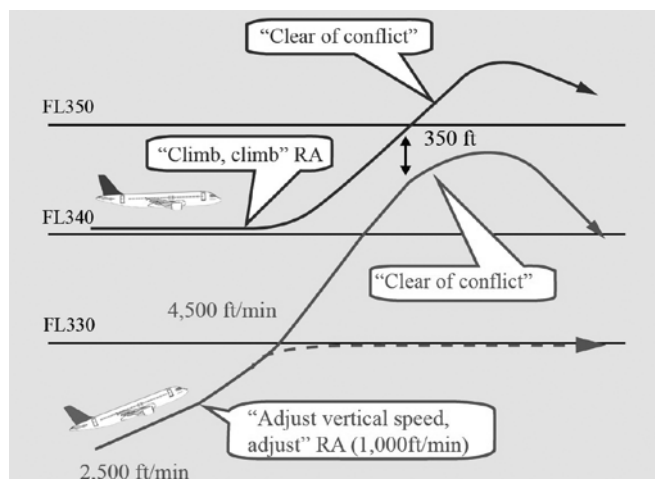 “Clear of conflict”
FL350
350 ft
“Climb, climb” RA
FL340
“Clear of conflict”
4,500 ft/min
FL330
“Adjust vertical speed,
adjust” RA (1,000ft/min)
2,500 ft/min